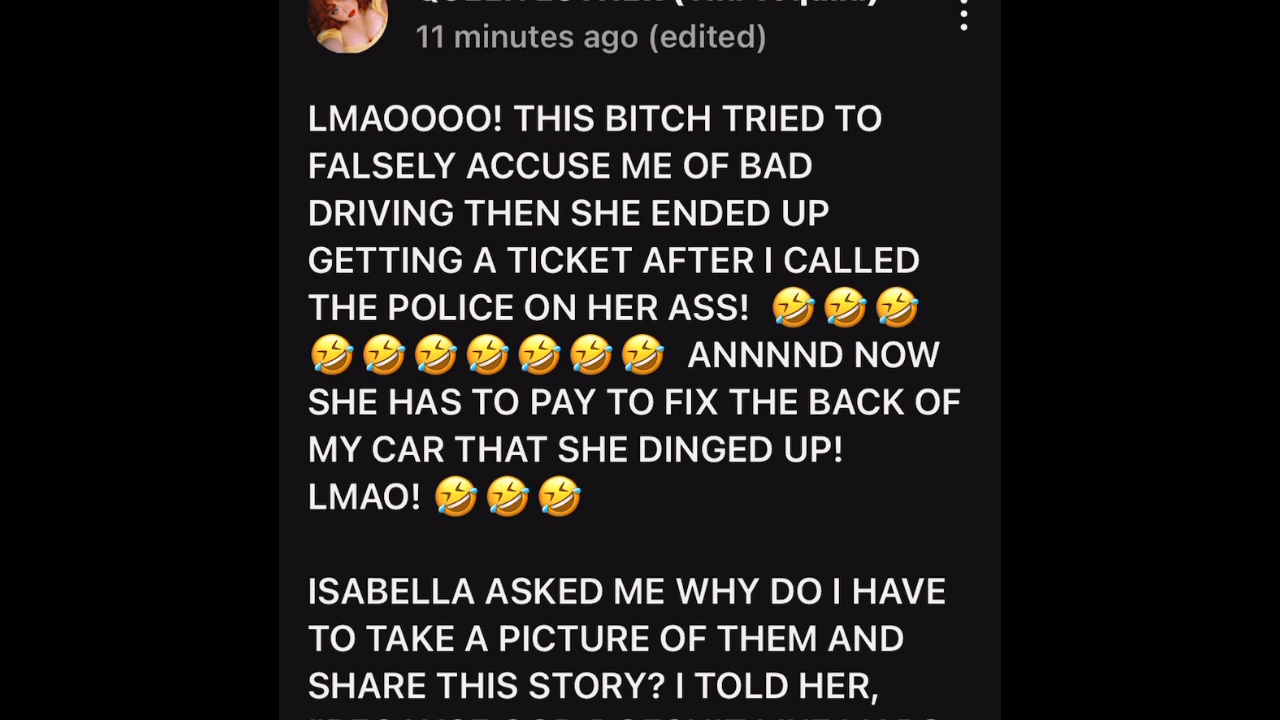 11 minutes ago (edited)
LMAOOOO! THIS BITCH TRIED TO
FALSELY ACCUSE ME OF BAD
DRIVING THEN SHE ENDED UP
GETTING A TICKET AFTER I CALLED
THE POLICE ON HER ASS! 🤣🤣🤣
🤣🤣🤣🤣🤣🤣🤣 ANNNND NOW
SHE HAS TO PAY TO FIX THE BACK OF
MY CAR THAT SHE DINGED UP!
LMAO! 🤣🤣🤣
ISABELLA ASKED ME WHY DO I HAVE
TO TAKE A PICTURE OF THEM AND
SHARE THIS STORY? I TOLD HER,